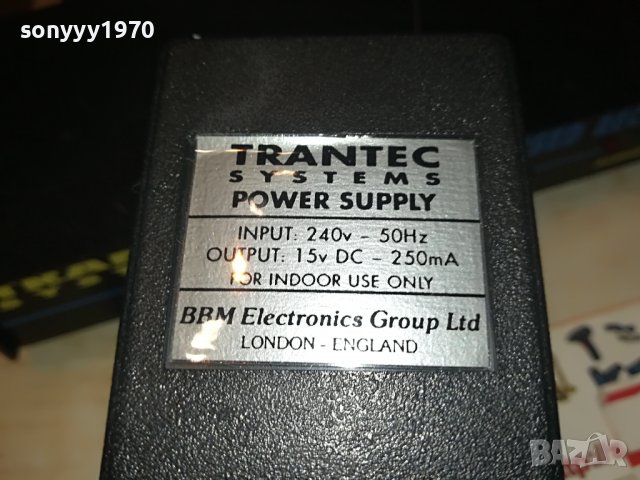 sonyyy1970
TRANTEC
SYSTEMS
POWER SUPPLY
INPUT: 240v - 50Hz
OUTPUT: 15v DC - 250mA
FOR INDOOR USE ONLY
BBM Electronics Group Ltd
LONDON - ENGLAND
BAZAR